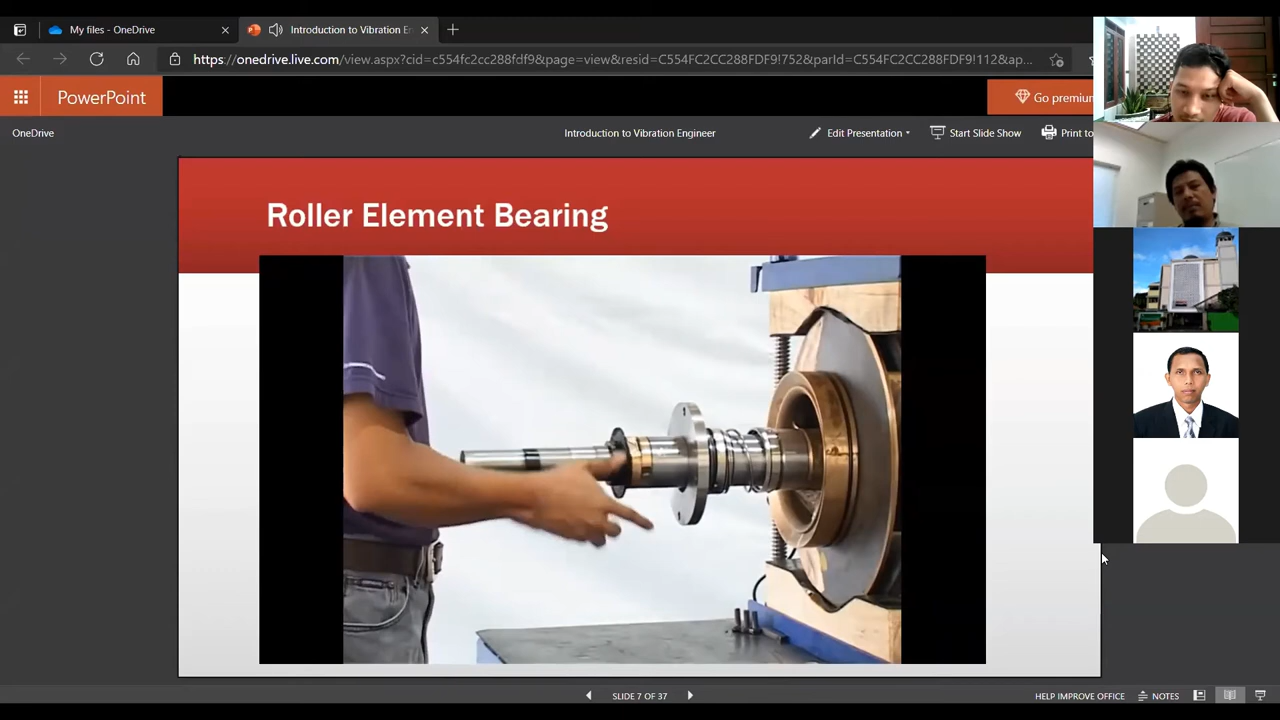 My files - OneDrive
Introduction to Vibration En
https://onedrive.live.com/view.aspx?cid=c554fc2cc288fdf9&page=view&resid=C554FC2CC288FDF9!752&parId=C554FC2CC288FDF9!112&ap...
PowerPoint
Go premium
OneDrive
Introduction to Vibration Engineer
Edit Presentation
Start Slide Show
Print to
Roller Element Bearing
SLIDE 7 OF 37
HELP IMPROVE OFFICE
NOTES